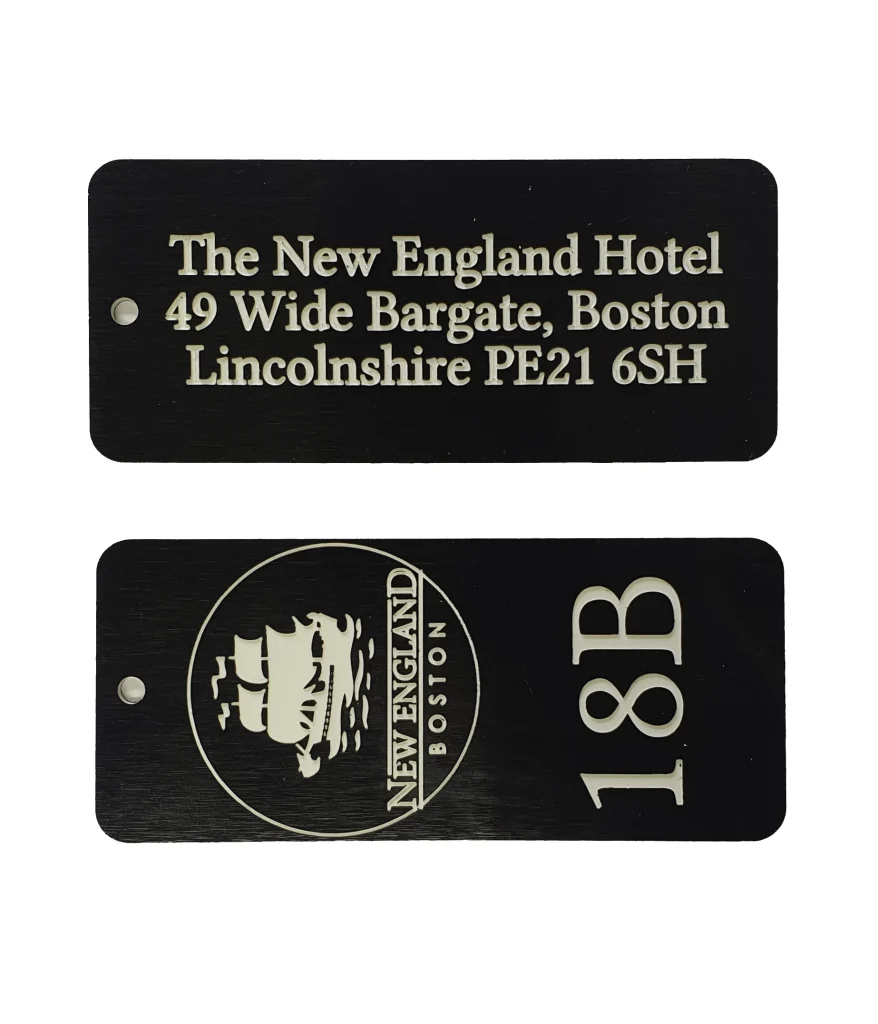 The New England Hotel
49 Wide Bargate, Boston
Lincolnshire PE21 6SH
NEW ENGLAND
BOSTON
18B